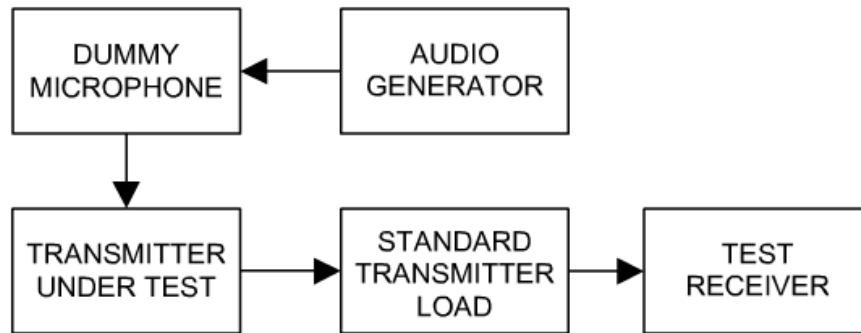 DUMMY
MICROPHONE
AUDIO
GENERATOR
TRANSMITTER
UNDER TEST
STANDARD
TRANSMITTER
LOAD
TEST
RECEIVER